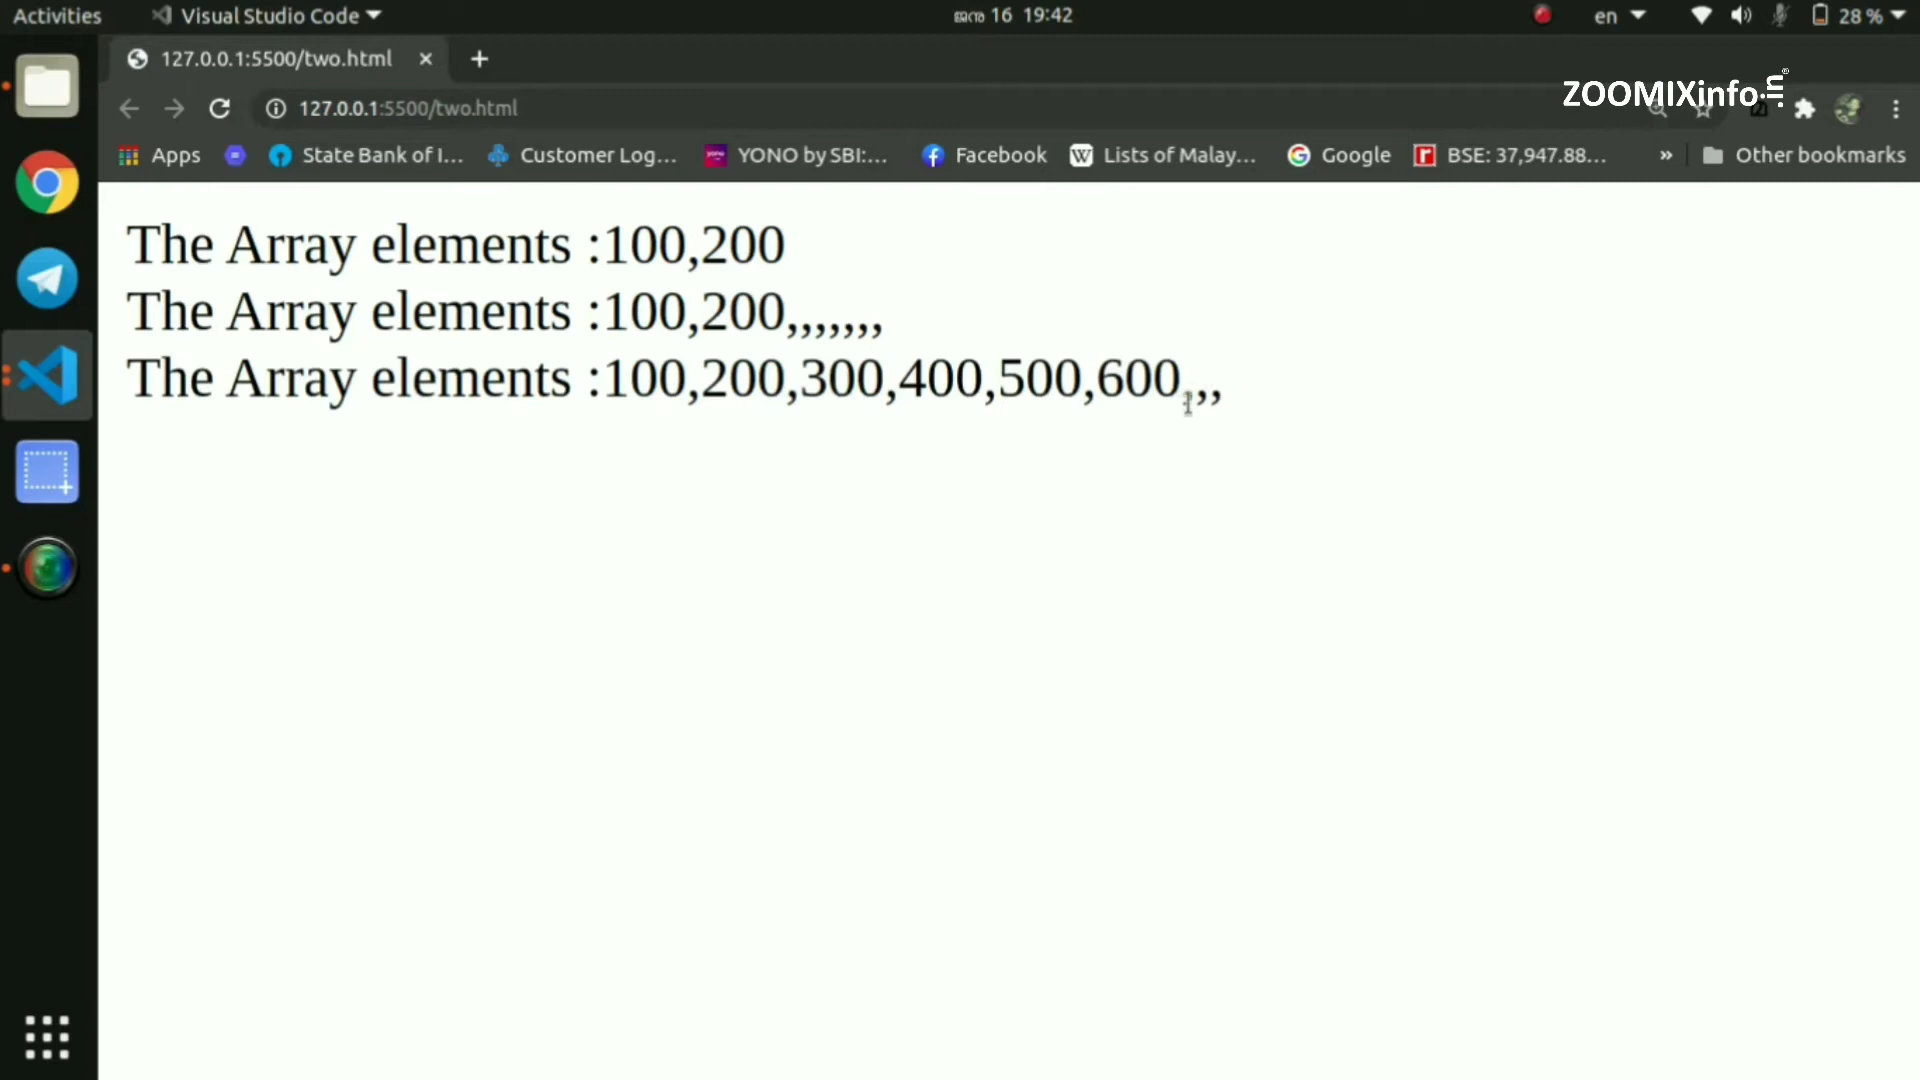 Activities
Visual Studio Code
ജനു 16 19:42
en
28 %
127.0.0.1:5500/two.html
127.0.0.1:5500/two.html
ZOOMIXinfo.in®
Apps
State Bank of I...
Customer Log...
yono
YONO by SBI:...
Facebook
W
Lists of Malay...
Google
BSE: 37,947.88...
»
Other bookmarks
The Array elements :100,200
The Array elements :100,200,,,,,,,
The Array elements :100,200,300,400,500,600,,,